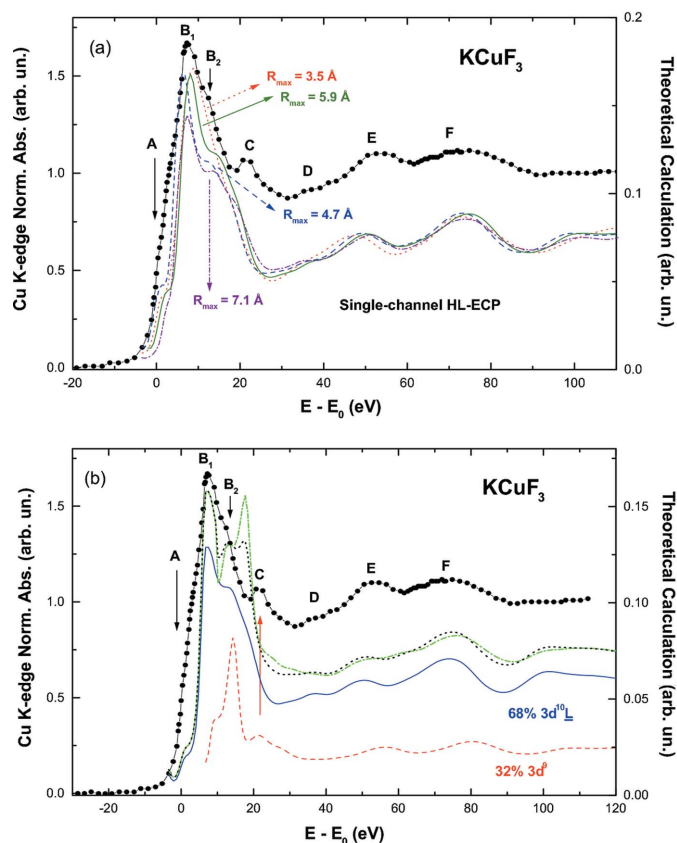 (a)
KCuF3
B1
B2
A
C
D
E
F
Rmax = 3.5 Å
Rmax = 5.9 Å
Rmax = 4.7 Å
Rmax = 7.1 Å
Single-channel HL-ECP
Cu K-edge Norm. Abs. (arb. un.)
0.0
0.5
1.0
1.5
Theoretical Calculation (arb. un.)
0.0
0.1
0.2
-20 0 20 40 60 80 100
E - E0 (eV)
(b)
KCuF3
B1
B2
A
C
D
E
F
68% 3d10L
32% 3d9
Cu K-edge Norm. Abs. (arb. un.)
0.0
0.5
1.0
1.5
Theoretical Calculation (arb. un.)
0.00
0.05
0.10
0.15
-20 0 20 40 60 80 100 120
E - E0 (eV)